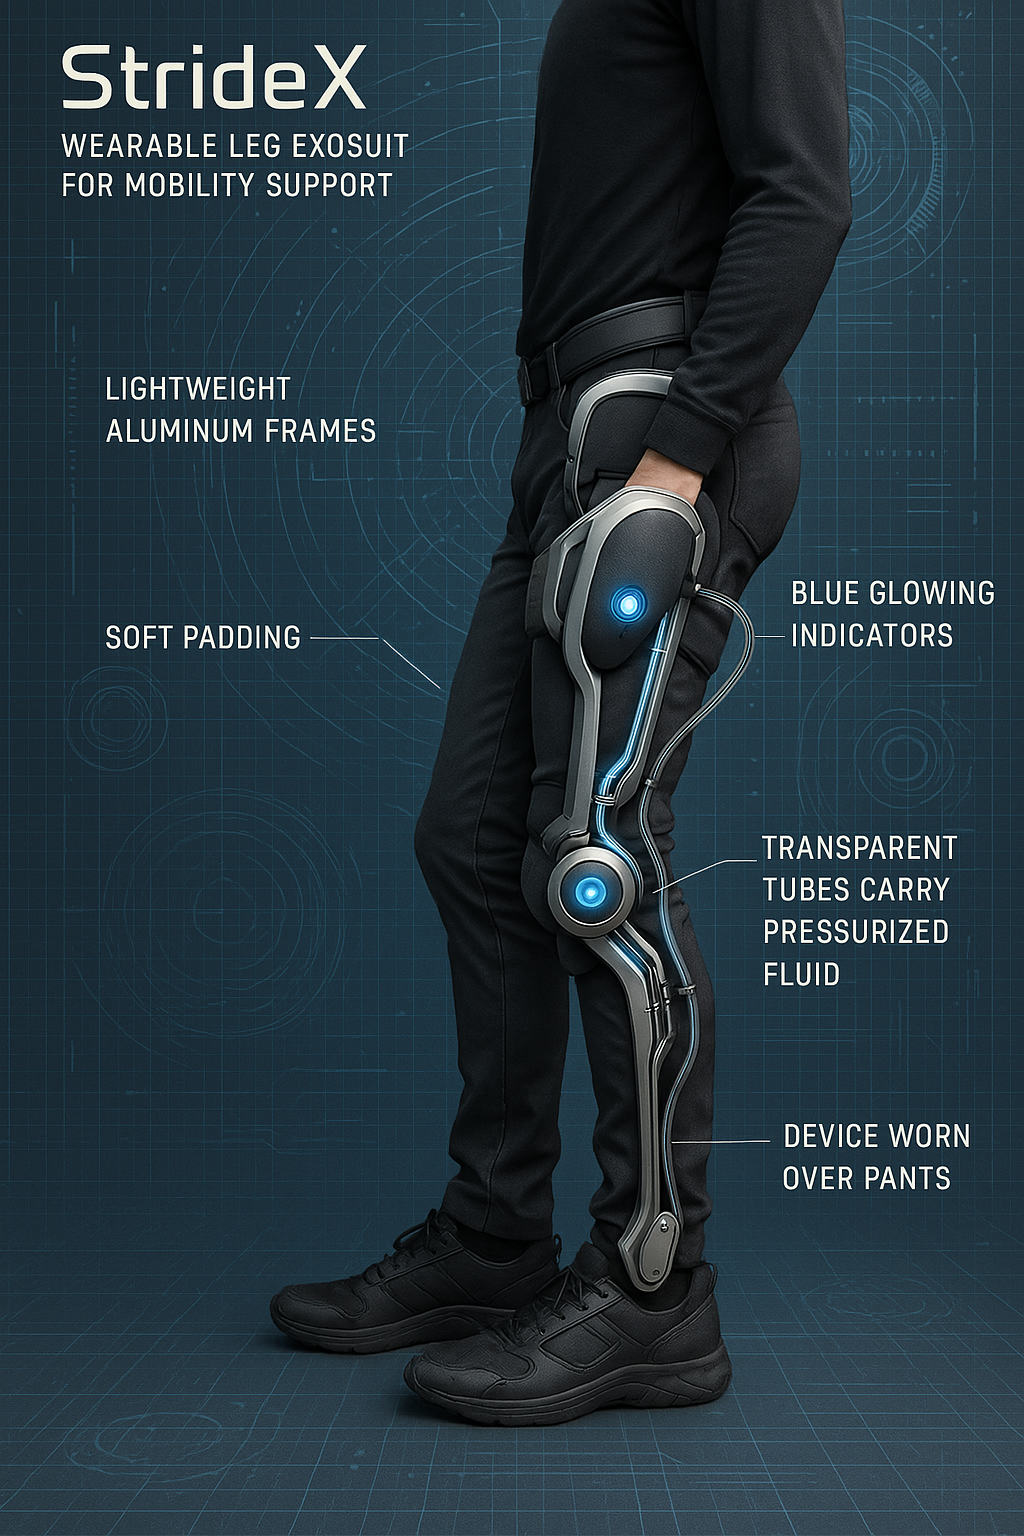 StrideX
WEARABLE LEG EXOSUIT
FOR MOBILITY SUPPORT
LIGHTWEIGHT
ALUMINUM FRAMES
SOFT PADDING
BLUE GLOWING
INDICATORS
TRANSPARENT
TUBES CARRY
PRESSURIZED
FLUID
DEVICE WORN
OVER PANTS